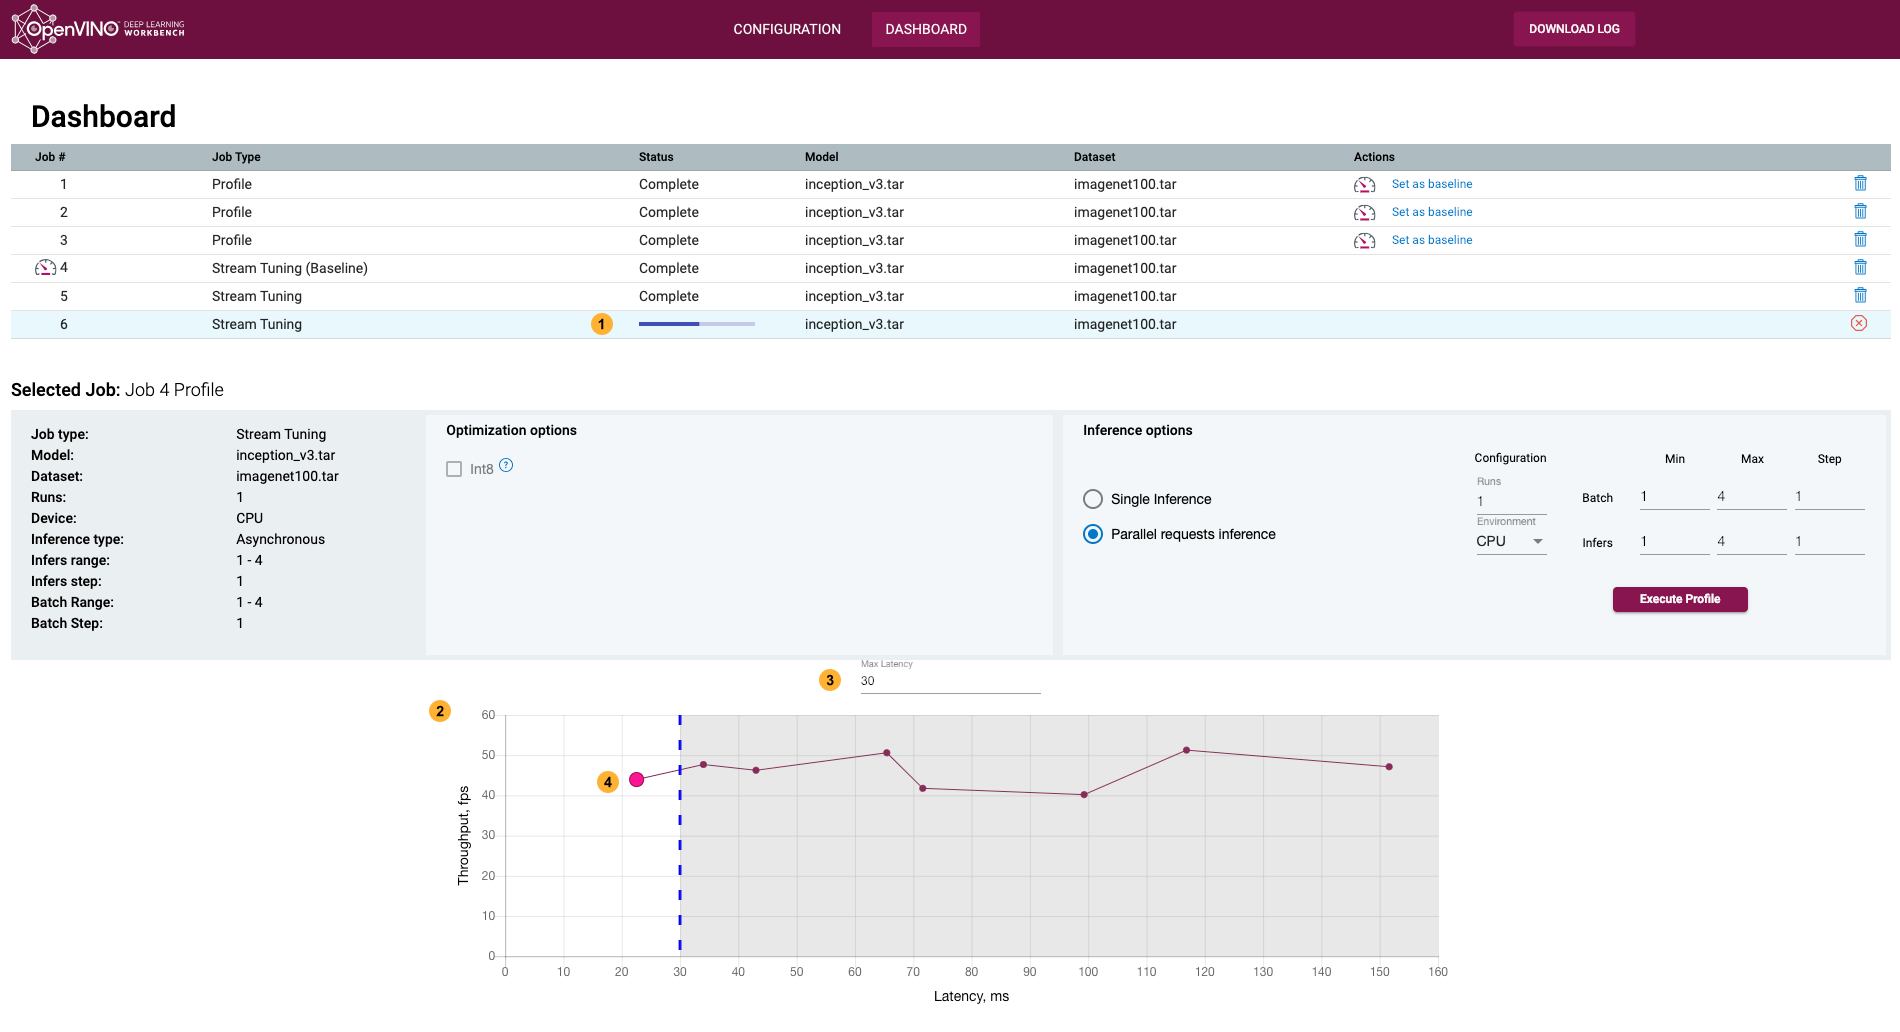 OpenVINO™ DEEP LEARNING WORKBENCH
CONFIGURATION DASHBOARD DOWNLOAD LOG
Dashboard
Job # Job Type Status Model Dataset Actions
1 Profile Complete inception_v3.tar imagenet100.tar Set as baseline
2 Profile Complete inception_v3.tar imagenet100.tar Set as baseline
3 Profile Complete inception_v3.tar imagenet100.tar Set as baseline
4 Stream Tuning (Baseline) Complete inception_v3.tar imagenet100.tar
5 Stream Tuning Complete inception_v3.tar imagenet100.tar
6 Stream Tuning 1 inception_v3.tar imagenet100.tar
Selected Job: Job 4 Profile
Job type: Stream Tuning
Model: inception_v3.tar
Dataset: imagenet100.tar
Runs: 1
Device: CPU
Inference type: Asynchronous
Infers range: 1 - 4
Infers step: 1
Batch Range: 1 - 4
Batch Step: 1
Optimization options
Int8 ?
Inference options
Single Inference
Parallel requests inference
Configuration Min Max Step
Runs
1 Batch 1 4 1
Environment
CPU Infers 1 4 1
Execute Profile
Max Latency
3 30
2
4
Throughput, fps
60
50
40
30
20
10
0
0 10 20 30 40 50 60 70 80 90 100 110 120 130 140 150 160
Latency, ms